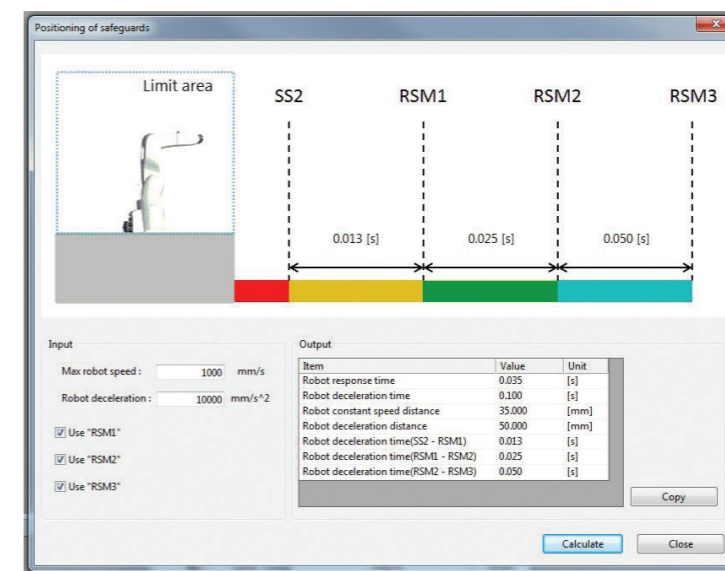 Positioning of safeguards
x
Limit area
SS2
RSM1
RSM2
RSM3
0.013 [s]
0.025 [s]
0.050 [s]
Input
Max robot speed : 1000 mm/s
Robot deceleration : 10000 mm/s^2
Use "RSM1"
Use "RSM2"
Use "RSM3"
Output
Item Value Unit
Robot response time 0.035 [s]
Robot deceleration time 0.100 [s]
Robot constant speed distance 35.000 [mm]
Robot deceleration distance 50.000 [mm]
Robot deceleration time(SS2 - RSM1) 0.013 [s]
Robot deceleration time(RSM1 - RSM2) 0.025 [s]
Robot deceleration time(RSM2 - RSM3) 0.050 [s]
Copy
Calculate Close